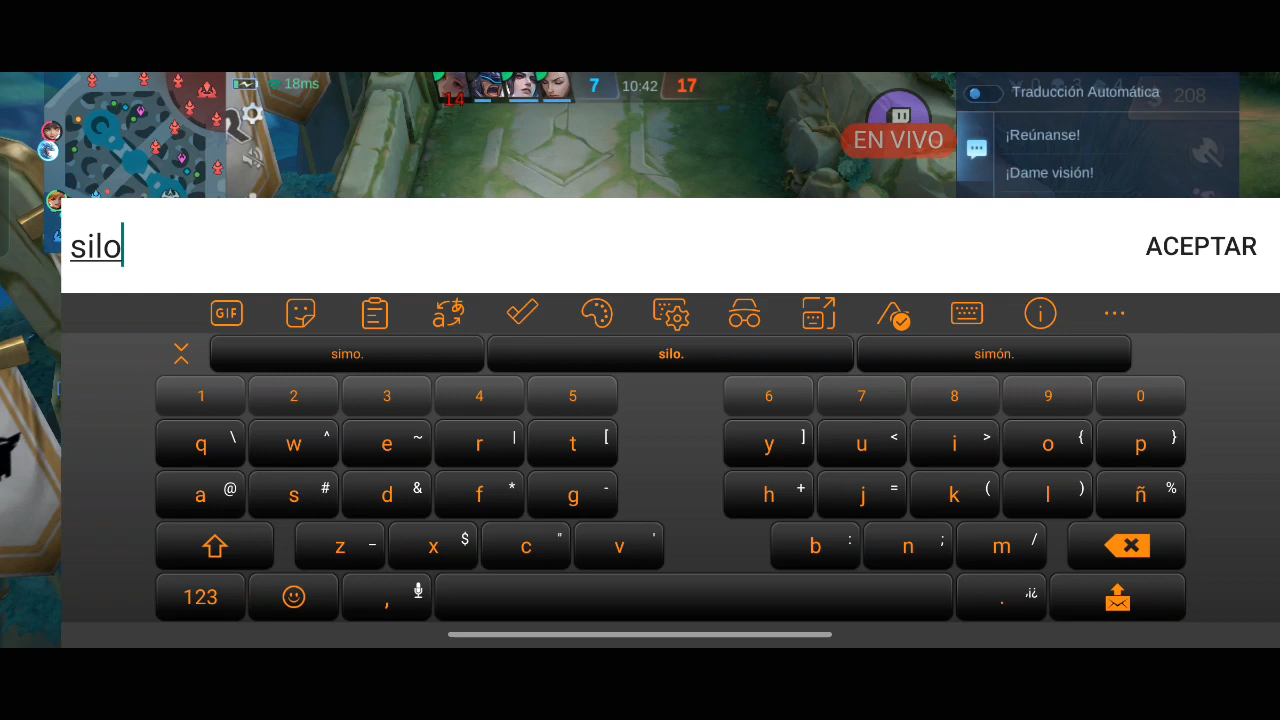 18ms
14
7 10:42 17
Traducción Automática
208
EN VIVO
¡Reúnanse!
¡Dame visión!
silo
ACEPTAR
GIF
simo. silo. simón.
1 2 3 4 5 6 7 8 9 0
q \ w ^ e ~ r | t [ y ] u < i > o { p }
a @ s # d & f * g - h + j = k ( l ) ñ %
z _ x $ c " v ' b : n ; m /
123 , . ,i¿